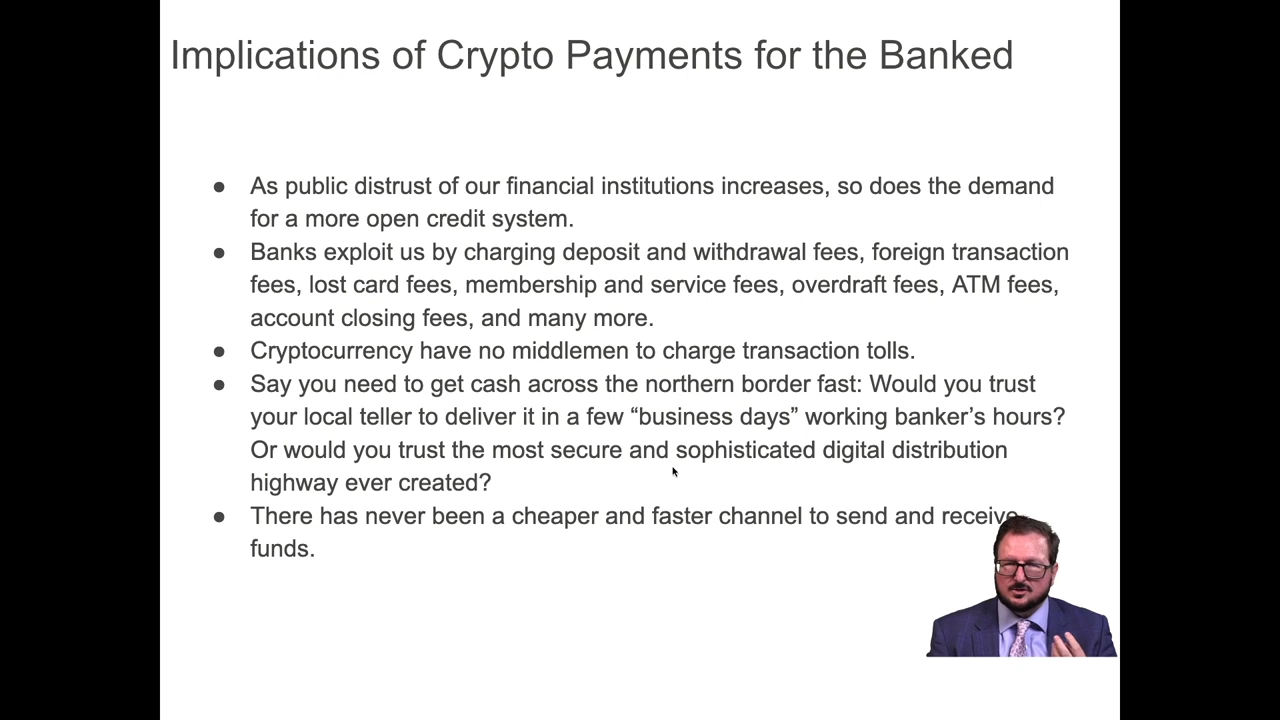 Implications of Crypto Payments for the Banked
● As public distrust of our financial institutions increases, so does the demand
for a more open credit system.
● Banks exploit us by charging deposit and withdrawal fees, foreign transaction
fees, lost card fees, membership and service fees, overdraft fees, ATM fees,
account closing fees, and many more.
● Cryptocurrency have no middlemen to charge transaction tolls.
● Say you need to get cash across the northern border fast: Would you trust
your local teller to deliver it in a few “business days” working banker’s hours?
Or would you trust the most secure and sophisticated digital distribution
highway ever created?
● There has never been a cheaper and faster channel to send and receive
funds.